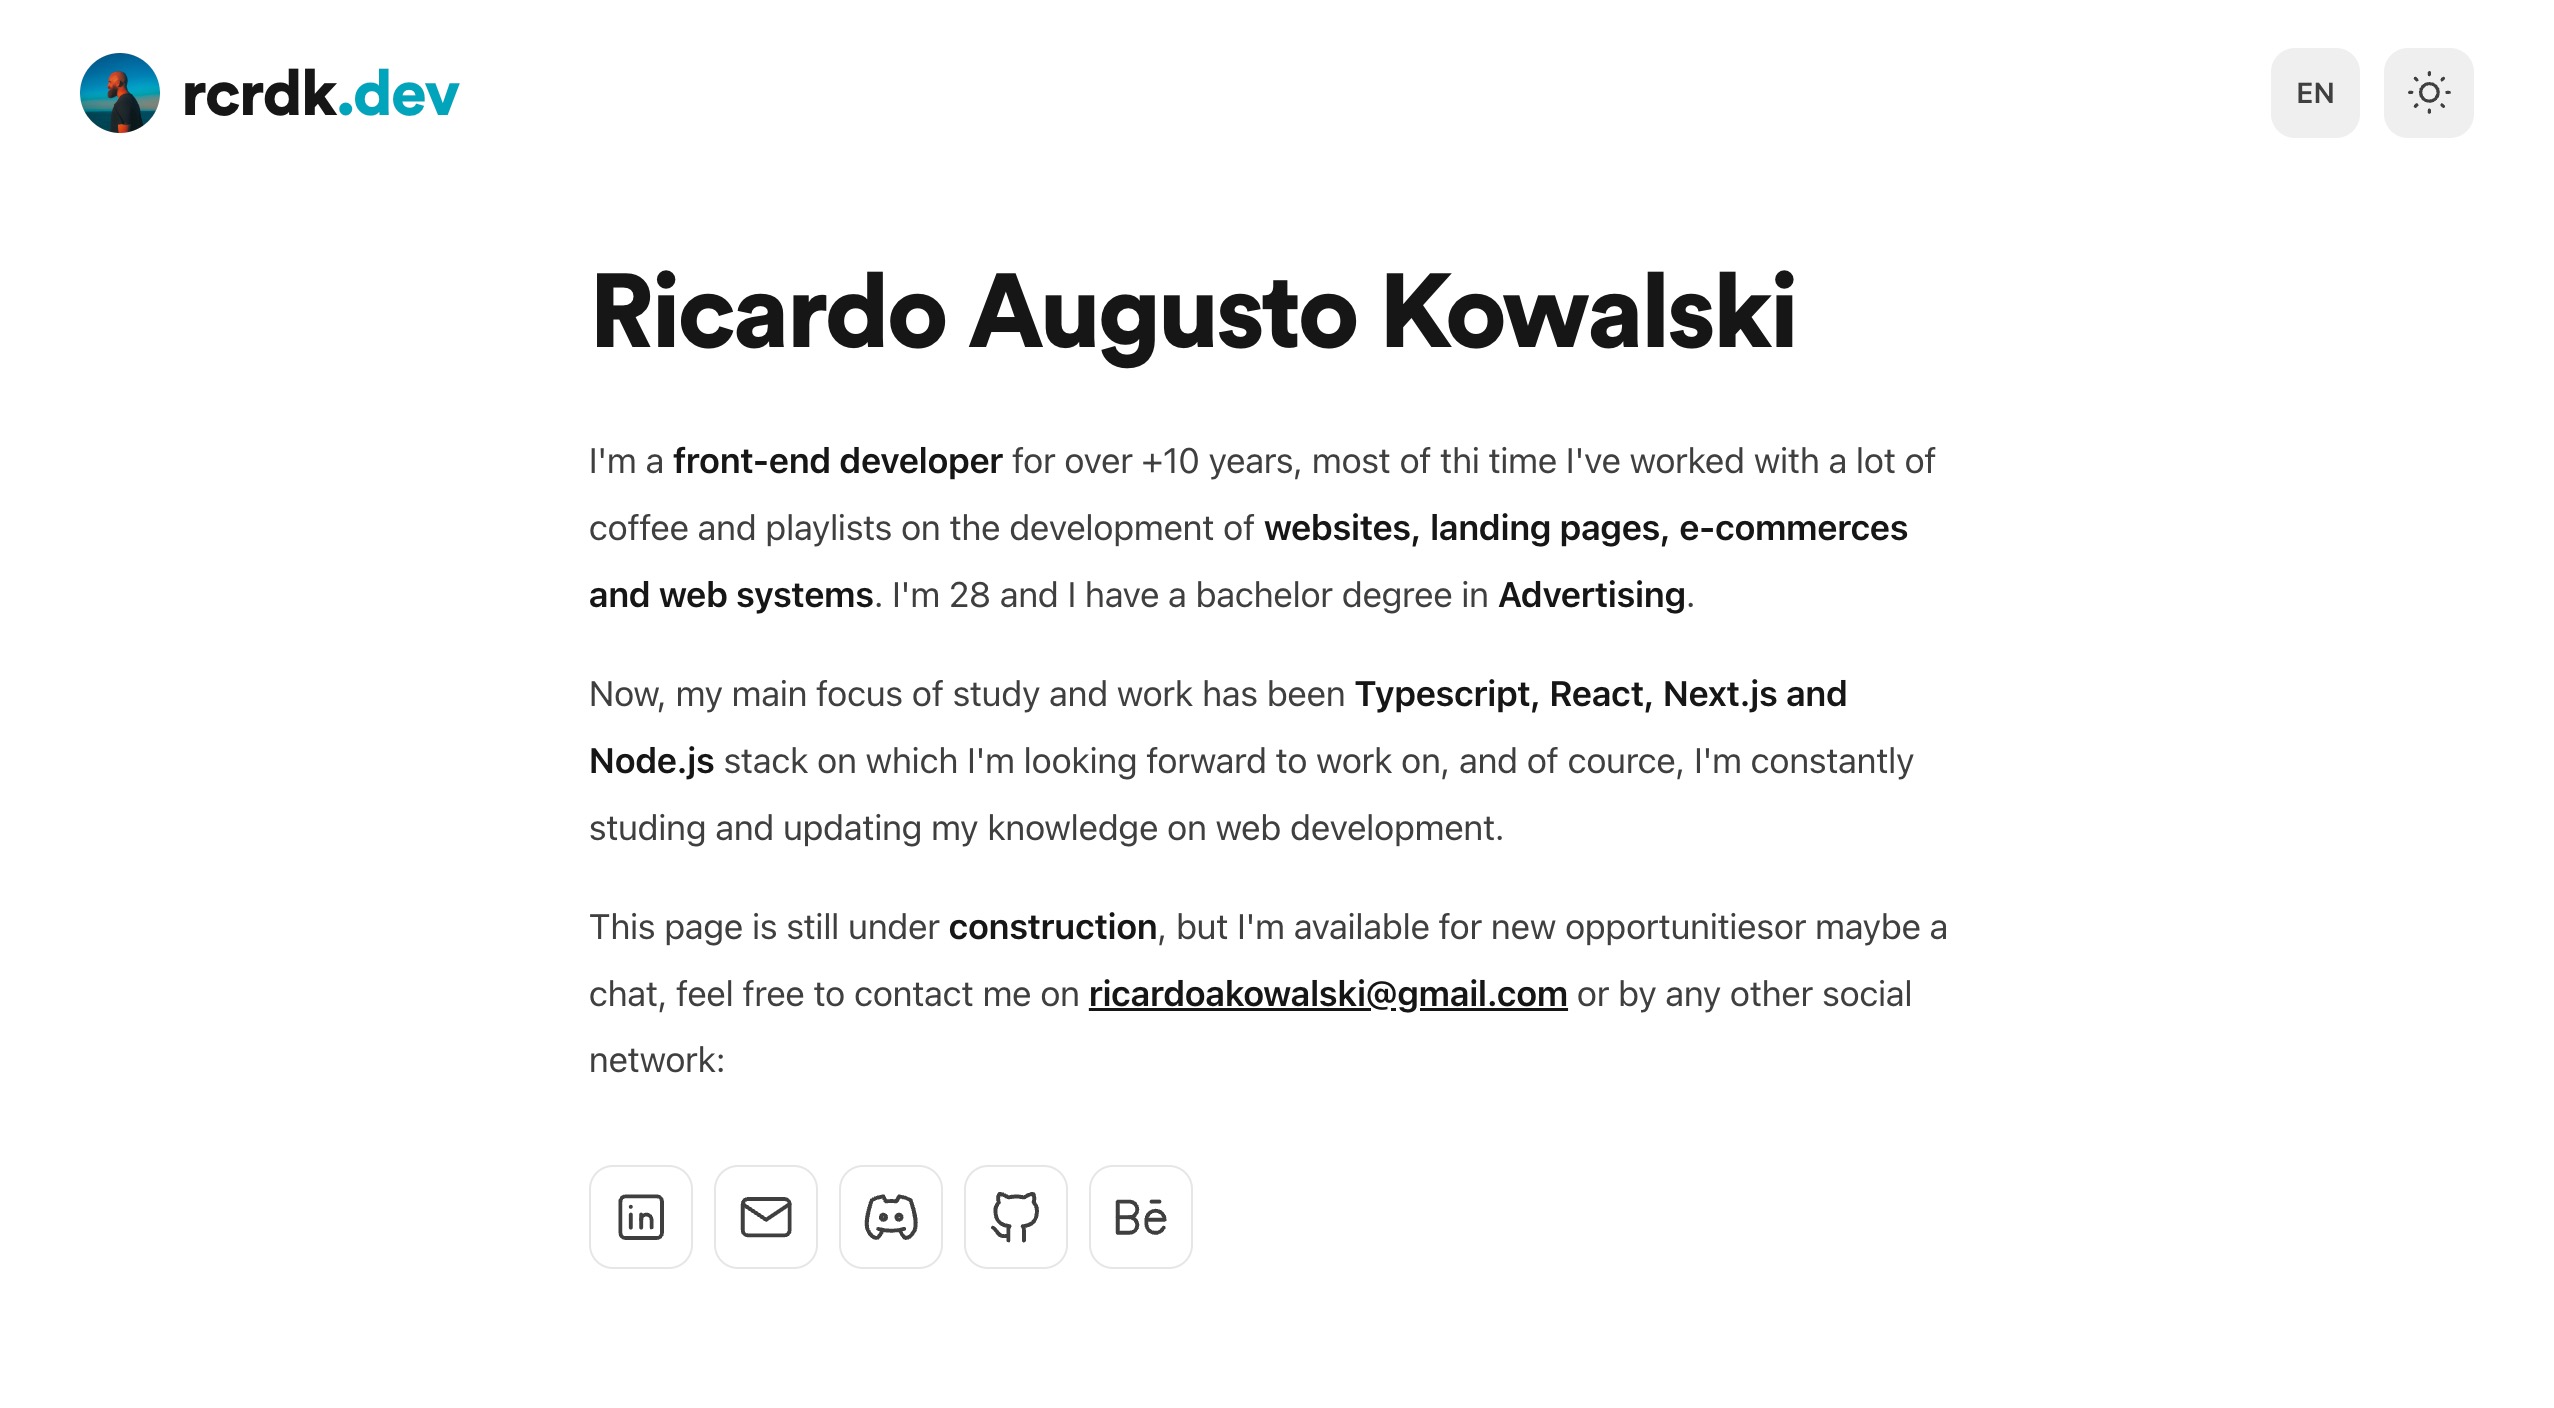 rcrdk.dev
EN
Ricardo Augusto Kowalski
I'm a front-end developer for over +10 years, most of thi time I've worked with a lot of
coffee and playlists on the development of websites, landing pages, e-commerces
and web systems. I'm 28 and I have a bachelor degree in Advertising.
Now, my main focus of study and work has been Typescript, React, Next.js and
Node.js stack on which I'm looking forward to work on, and of cource, I'm constantly
studing and updating my knowledge on web development.
This page is still under construction, but I'm available for new opportunitiesor maybe a
chat, feel free to contact me on ricardoakowalski@gmail.com or by any other social
network:
in
Bē